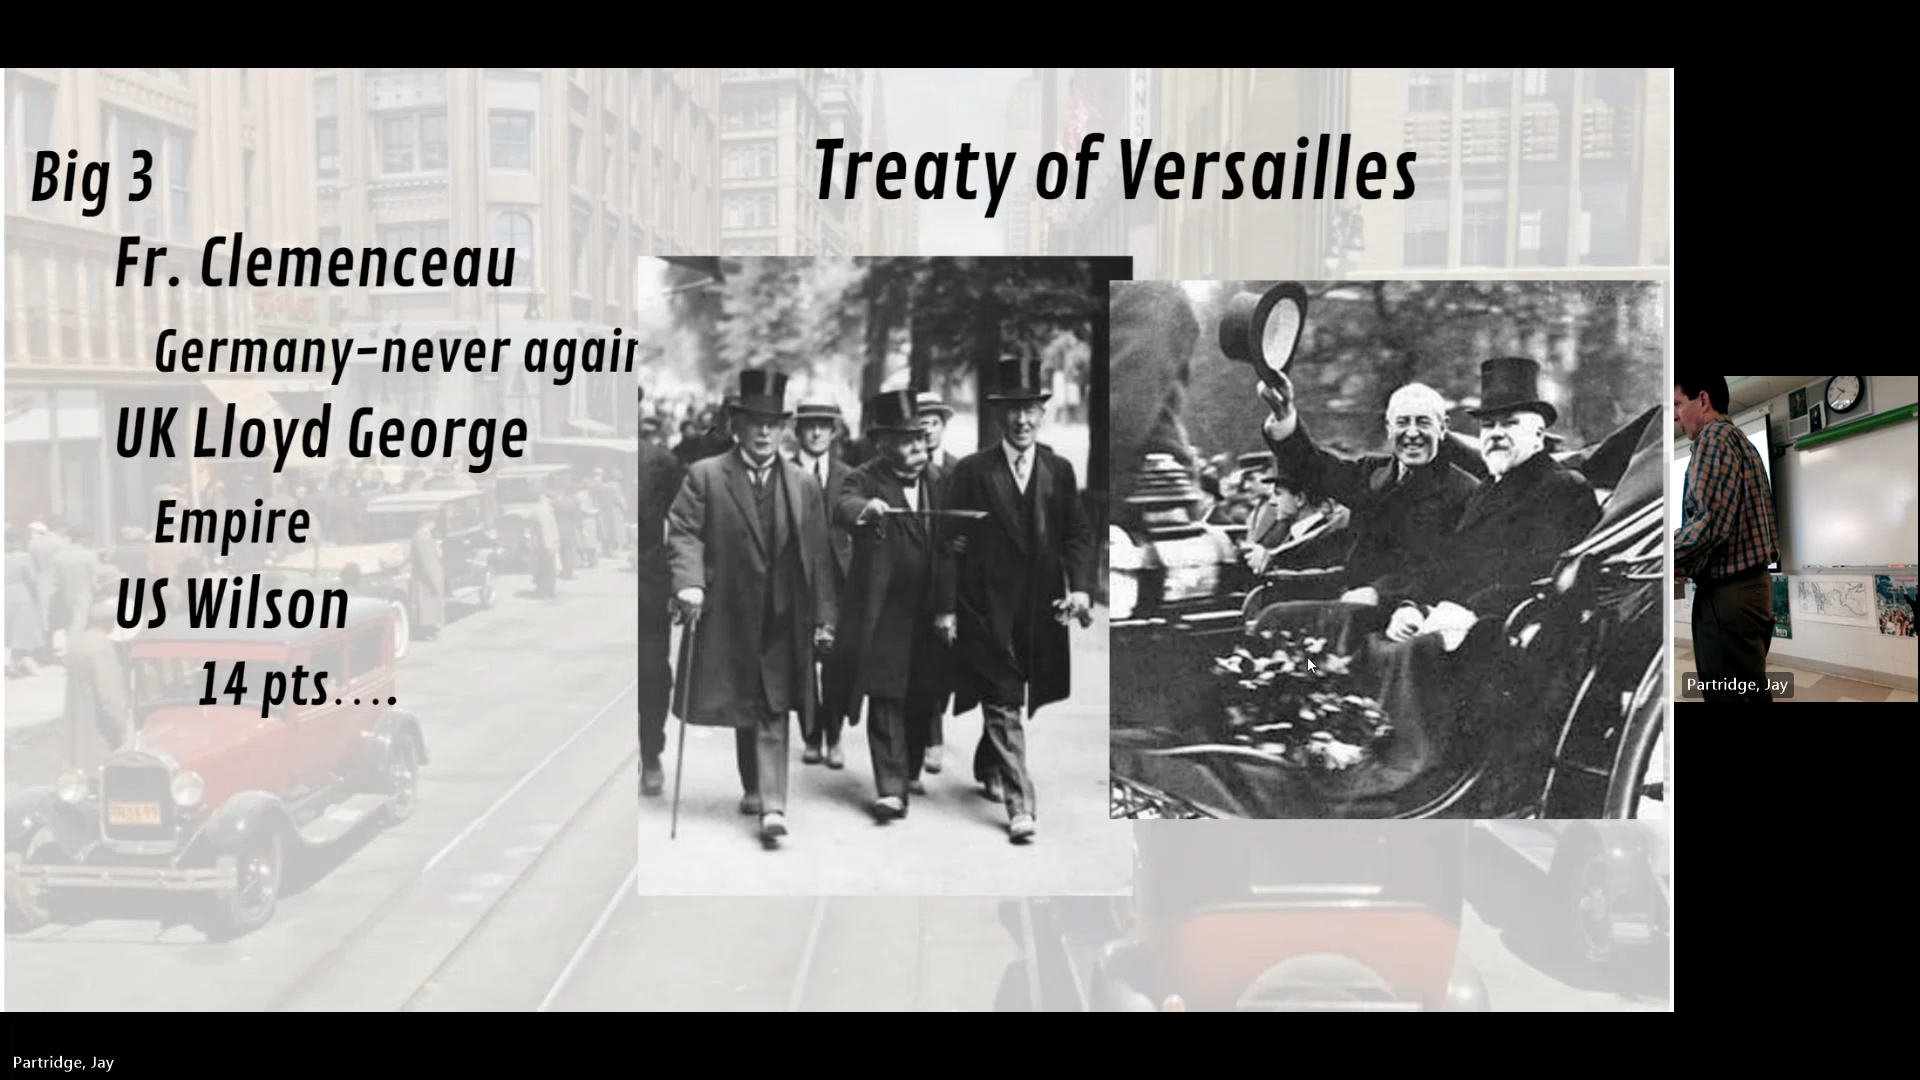 Big 3
Treaty of Versailles
Fr. Clemenceau
Germany-never again
UK Lloyd George
Empire
US Wilson
14 pts....
Partridge, Jay
Partridge, Jay